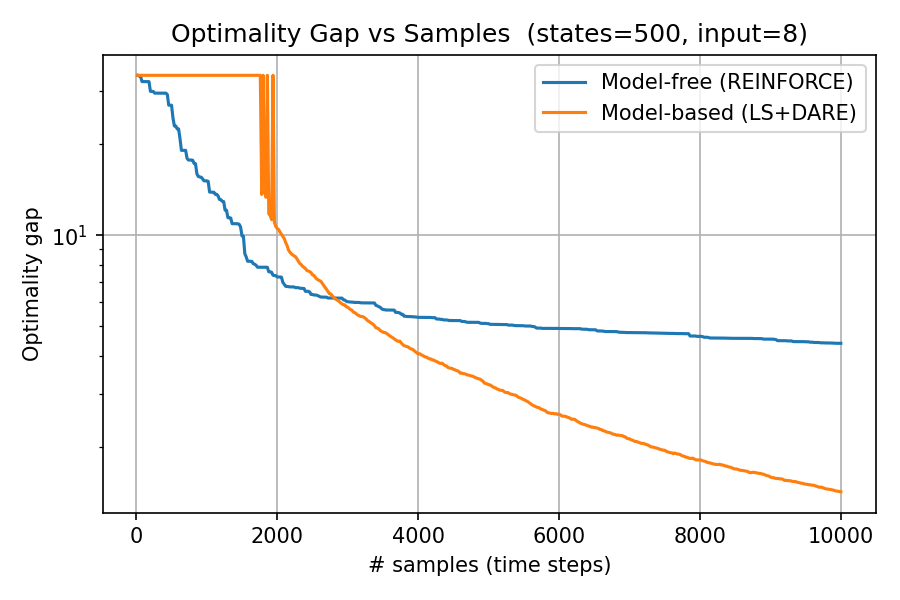 Optimality Gap vs Samples  (states=500, input=8)
Model-free (REINFORCE)
Model-based (LS+DARE)
Optimality gap
10¹
0
2000
4000
6000
8000
10000
# samples (time steps)